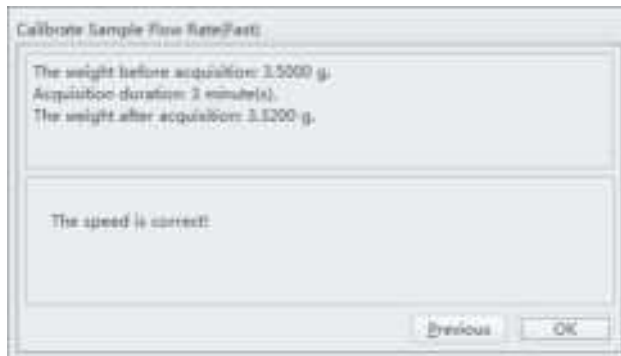 Calibrate Sample Flow Rate(Fast)
The weight before acquisition: 3.5000 g.
Acquisition duration: 3 minute(s).
The weight after acquisition: 3.3200 g.
The speed is correct!
Previous
OK